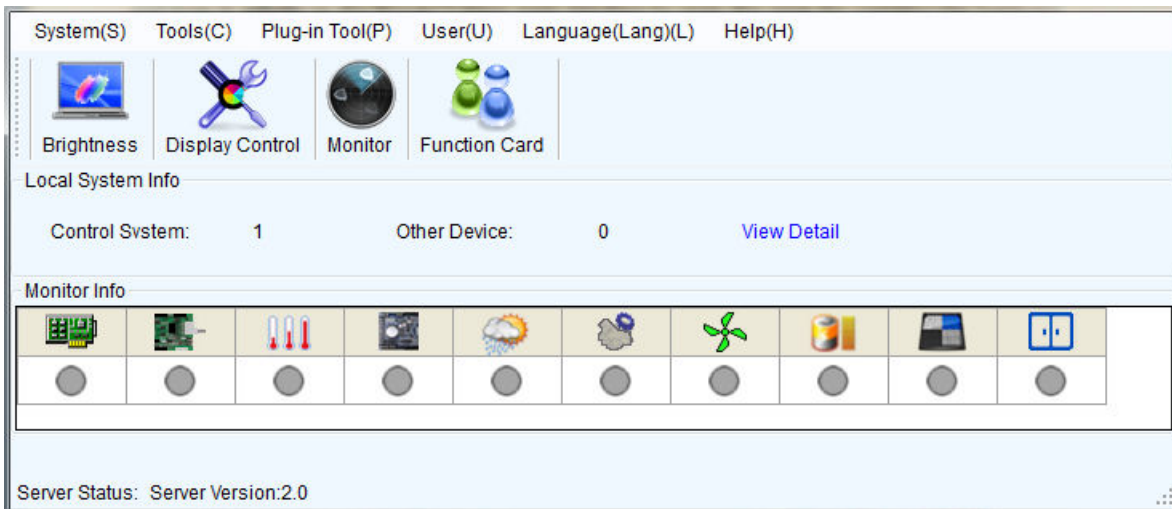 System(S) Tools(C) Plug-in Tool(P) User(U) Language(Lang)(L) Help(H)
Brightness Display Control Monitor Function Card
Local System Info
Control System: 1 Other Device: 0 View Detail
Monitor Info
Server Status: Server Version:2.0